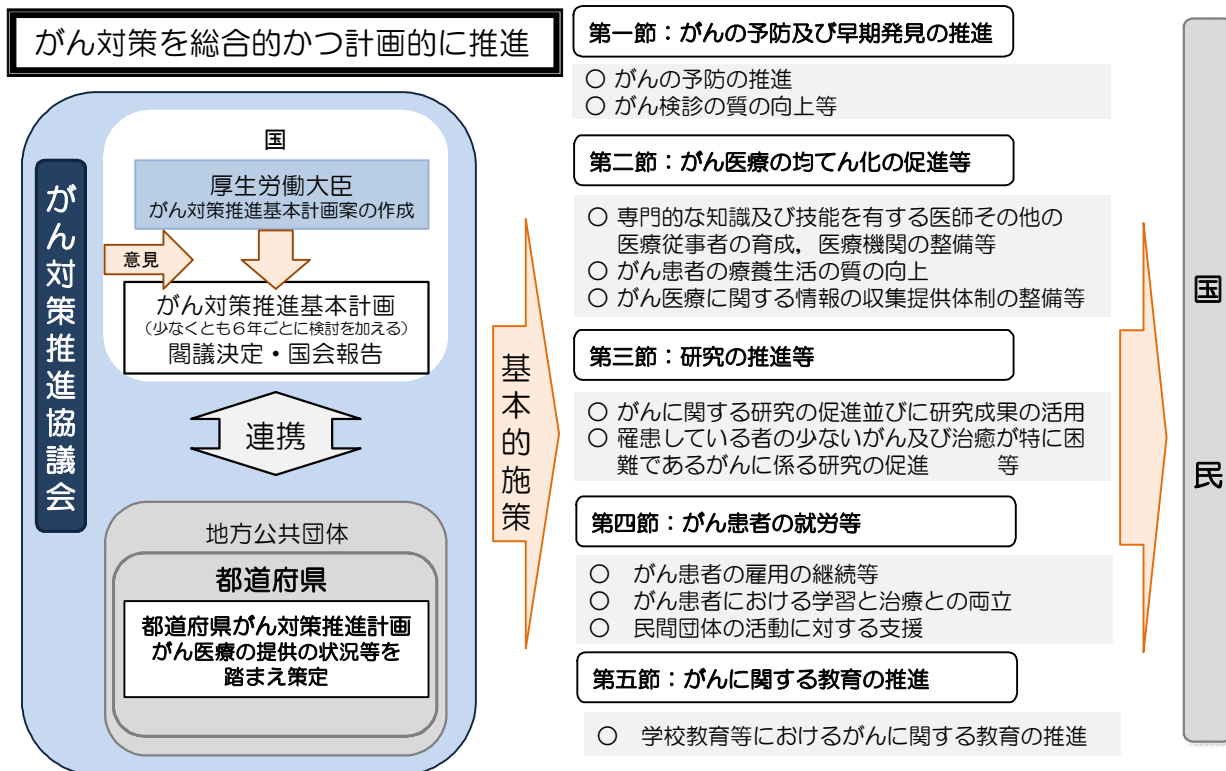 がん対策を総合的かつ計画的に推進
がん対策推進協議会
国
厚生労働大臣
がん対策推進基本計画案の作成
意見
がん対策推進基本計画
（少なくとも６年ごとに検討を加える）
閣議決定・国会報告
連携
地方公共団体
都道府県
都道府県がん対策推進計画
がん医療の提供の状況等を
踏まえ策定
基本的施策
第一節：がんの予防及び早期発見の推進
○ がんの予防の推進
○ がん検診の質の向上等
第二節：がん医療の均てん化の促進等
○ 専門的な知識及び技能を有する医師その他の
医療従事者の育成，医療機関の整備等
○ がん患者の療養生活の質の向上
○ がん医療に関する情報の収集提供体制の整備等
第三節：研究の推進等
○ がんに関する研究の促進並びに研究成果の活用
○ 罹患している者の少ないがん及び治癒が特に困
難であるがんに係る研究の促進　　　等
第四節：がん患者の就労等
○　がん患者の雇用の継続等
○　がん患者における学習と治療との両立
○　民間団体の活動に対する支援
第五節：がんに関する教育の推進
○　学校教育等におけるがんに関する教育の推進
国民